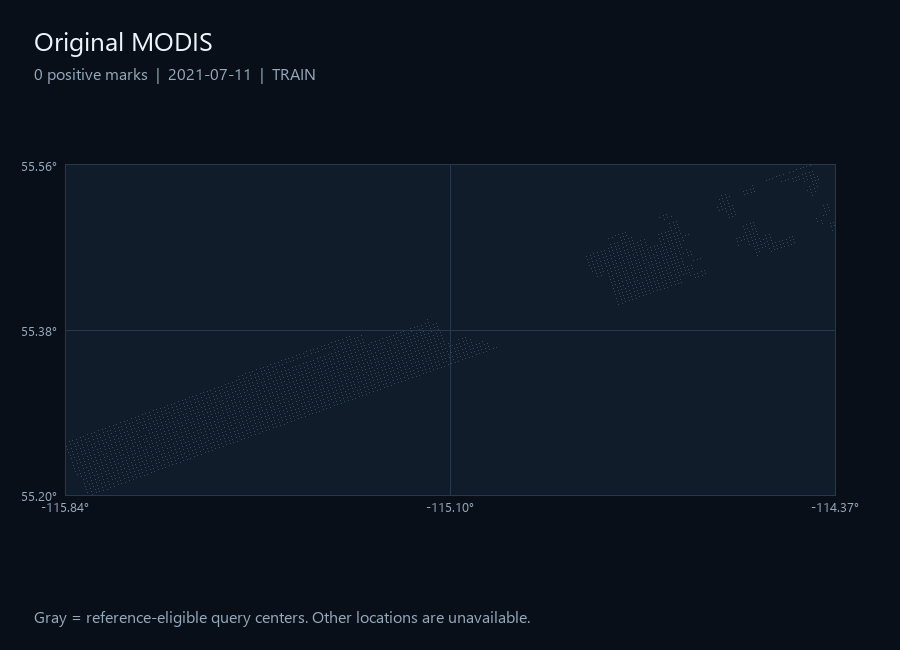 Original MODIS
0 positive marks | 2021-07-11 | TRAIN
55.56°
55.38°
55.20°
-115.84° -115.10° -114.37°
Gray = reference-eligible query centers. Other locations are unavailable.